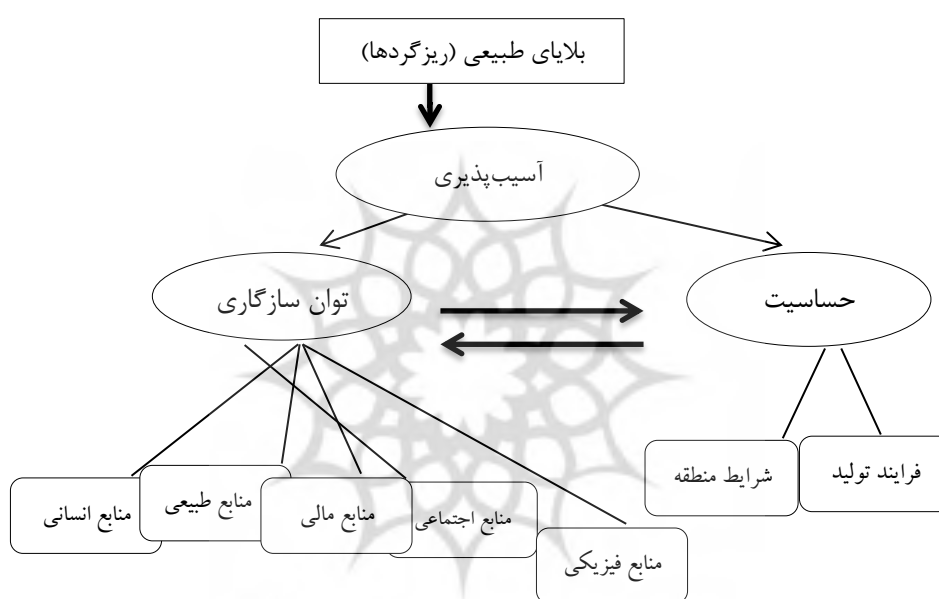 بلایای طبیعی (ریزگردها)
آسیب‌پذیری
حساسیت
توان سازگاری
فرایند تولید
شرایط منطقه
منابع فیزیکی
منابع اجتماعی
منابع مالی
منابع طبیعی
منابع انسانی